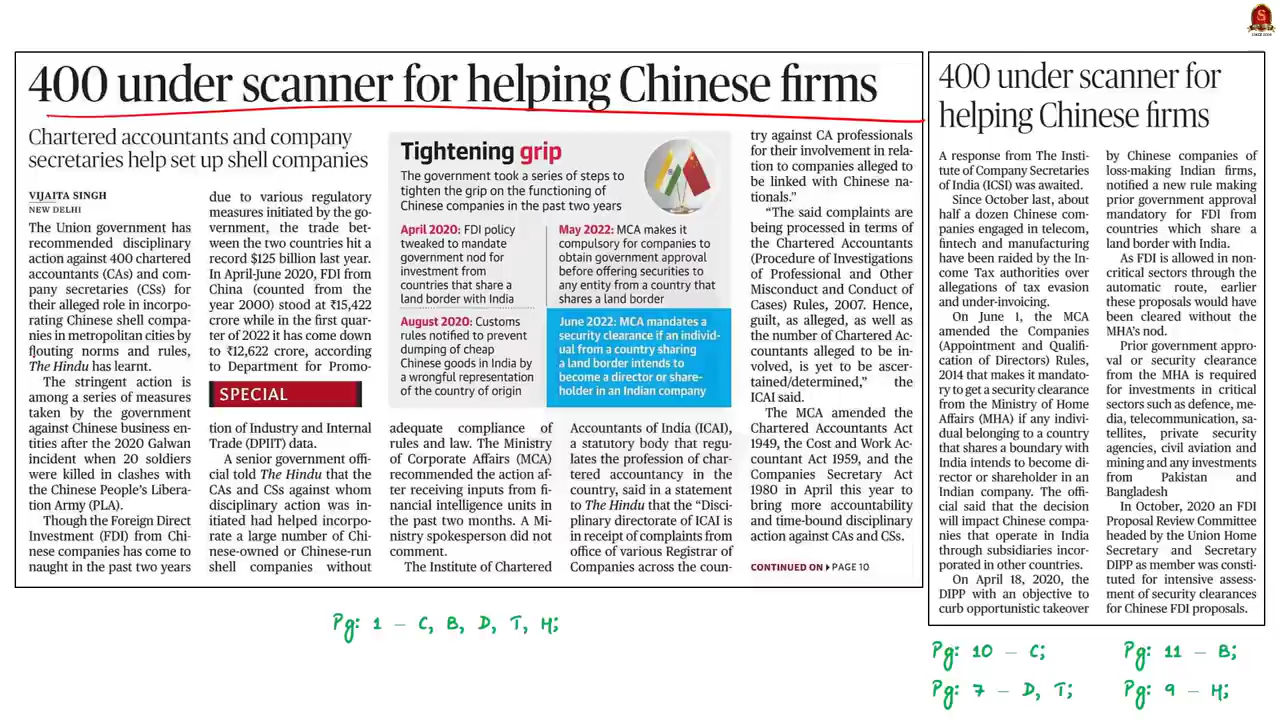 400 under scanner for helping Chinese firms
Chartered accountants and company
secretaries help set up shell companies
VIJAITA SINGH
NEW DELHI
The Union government has
recommended disciplinary
action against 400 chartered
accountants (CAs) and com-
pany secretaries (CSs) for
their alleged role in incorpo-
rating Chinese shell compa-
nies in metropolitan cities by
flouting norms and rules,
The Hindu has learnt.
The stringent action is
among a series of measures
taken by the government
against Chinese business en-
tities after the 2020 Galwan
incident when 20 soldiers
were killed in clashes with
the Chinese People's Libera-
tion Army (PLA).
Though the Foreign Direct
Investment (FDI) from Chi-
nese companies has come to
naught in the past two years
due to various regulatory
measures initiated by the go-
vernment, the trade bet-
ween the two countries hit a
record $125 billion last year.
In April-June 2020, FDI from
China (counted from the
year 2000) stood at ₹15,422
crore while in the first quar-
ter of 2022 it has come down
to ₹12,622 crore, according
to Department for Promo-
SPECIAL
tion of Industry and Internal
Trade (DPIIT) data.
A senior government offi-
cial told The Hindu that the
CAs and CSs against whom
disciplinary action was in-
itiated had helped incorpo-
rate a large number of Chi-
nese-owned or Chinese-run
shell companies without
Tightening grip
The government took a series of steps to
tighten the grip on the functioning of
Chinese companies in the past two years
April 2020: FDI policy
tweaked to mandate
government nod for
investment from
countries that share a
land border with India
May 2022: MCA makes it
compulsory for companies to
obtain government approval
before offering securities to
any entity from a country that
shares a land border
August 2020: Customs
rules notified to prevent
dumping of cheap
Chinese goods in India by
a wrongful representation
of the country of origin
June 2022: MCA mandates a
security clearance if an individ-
ual from a country sharing
a land border intends to
become a director or share-
holder in an Indian company
adequate compliance of
rules and law. The Ministry
of Corporate Affairs (MCA)
recommended the action af-
ter receiving inputs from fi-
nancial intelligence units in
the past two months. A Mi-
nistry spokesperson did not
comment.
The Institute of Chartered
Accountants of India (ICAI),
a statutory body that regu-
lates the profession of char-
tered accountancy in the
country, said in a statement
to The Hindu that the "Disci-
plinary directorate of ICAI is
in receipt of complaints from
office of various Registrar of
Companies across the coun-
try against CA professionals
for their involvement in rela-
tion to companies alleged to
be linked with Chinese na-
tionals."
"The said complaints are
being processed in terms of
the Chartered Accountants
(Procedure of Investigations
of Professional and Other
Misconduct and Conduct of
Cases) Rules, 2007. Hence,
guilt, as alleged, as well as
the number of Chartered Ac-
countants alleged to be in-
volved, is yet to be ascer-
tained/determined," the
ICAI said.
The MCA amended the
Chartered Accountants Act
1949, the Cost and Work Ac-
countant Act 1959, and the
Companies Secretary Act
1980 in April this year to
bring more accountability
and time-bound disciplinary
action against CAs and CSs.
CONTINUED ON PAGE 10
400 under scanner for
helping Chinese firms
A response from The Insti-
tute of Company Secretaries
of India (ICSI) was awaited.
Since October last, about
half a dozen Chinese com-
panies engaged in telecom,
fintech and manufacturing
have been raided by the In-
come Tax authorities over
allegations of tax evasion
and under-invoicing.
On June 1, the MCA
amended the Companies
(Appointment and Qualifi-
cation of Directors) Rules,
2014 that makes it mandato-
ry to get a security clearance
from the Ministry of Home
Affairs (MHA) if any indivi-
dual belonging to a country
that shares a boundary with
India intends to become di-
rector or shareholder in an
Indian company. The offi-
cial said that the decision
will impact Chinese compa-
nies that operate in India
through subsidiaries incor-
porated in other countries.
On April 18, 2020, the
DIPP with an objective to
curb opportunistic takeover
by Chinese companies of
loss-making Indian firms,
notified a new rule making
prior government approval
mandatory for FDI from
countries which share a
land border with India.
As FDI is allowed in non-
critical sectors through the
automatic route, earlier
these proposals would have
been cleared without the
MHA's nod.
Prior government appro-
val or security clearance
from the MHA is required
for investments in critical
sectors such as defence, me-
dia, telecommunication, sa-
tellites, private security
agencies, civil aviation and
mining and any investments
from Pakistan and
Bangladesh
In October, 2020 an FDI
Proposal Review Committee
headed by the Union Home
Secretary and Secretary
DIPP as member was consti-
tuted for intensive assess-
ment of security clearances
for Chinese FDI proposals.
Pg: 1 - C, B, D, T, H;
Pg: 10 - C;
Pg: 11 - B;
Pg: 7 - D, T;
Pg: 9 - H;